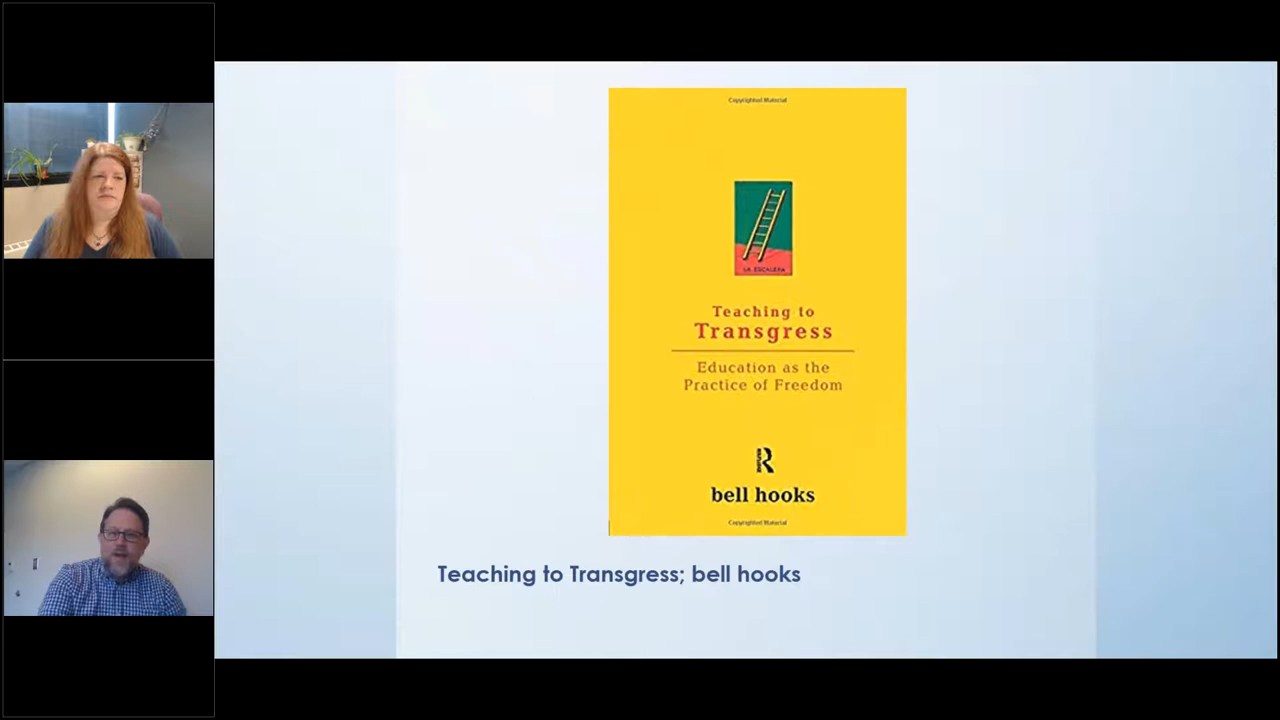 Copyrighted Material
LA ESCALERA
Teaching to
Transgress
Education as the
Practice of Freedom
R
bell hooks
Copyrighted Material
Teaching to Transgress; bell hooks